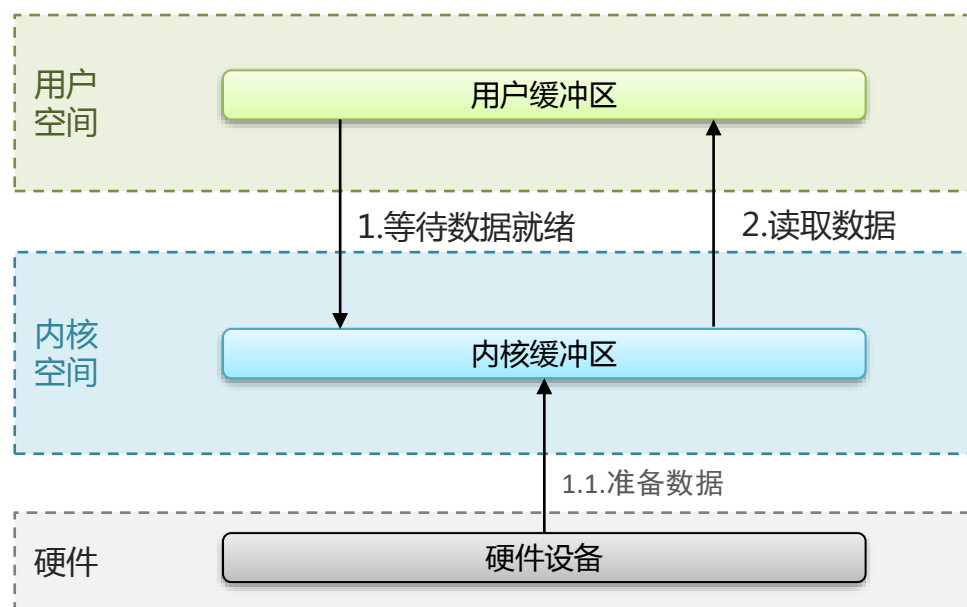 用户
空间
用户缓冲区
1.等待数据就绪
2.读取数据
内核
空间
内核缓冲区
1.1.准备数据
硬件
硬件设备